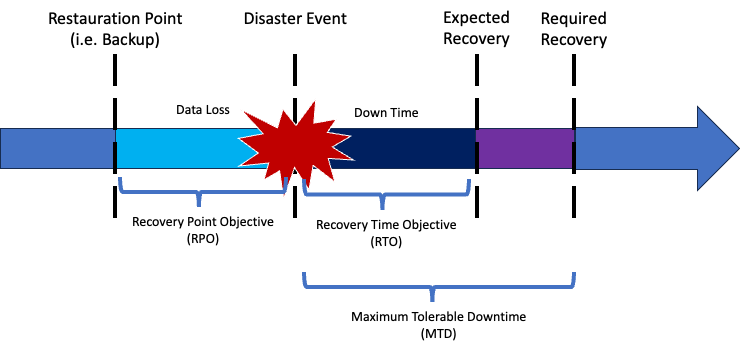 Restauration Point
(i.e. Backup)
Disaster Event
Expected
Recovery
Required
Recovery
Data Loss
Down Time
Recovery Point Objective
(RPO)
Recovery Time Objective
(RTO)
Maximum Tolerable Downtime
(MTD)